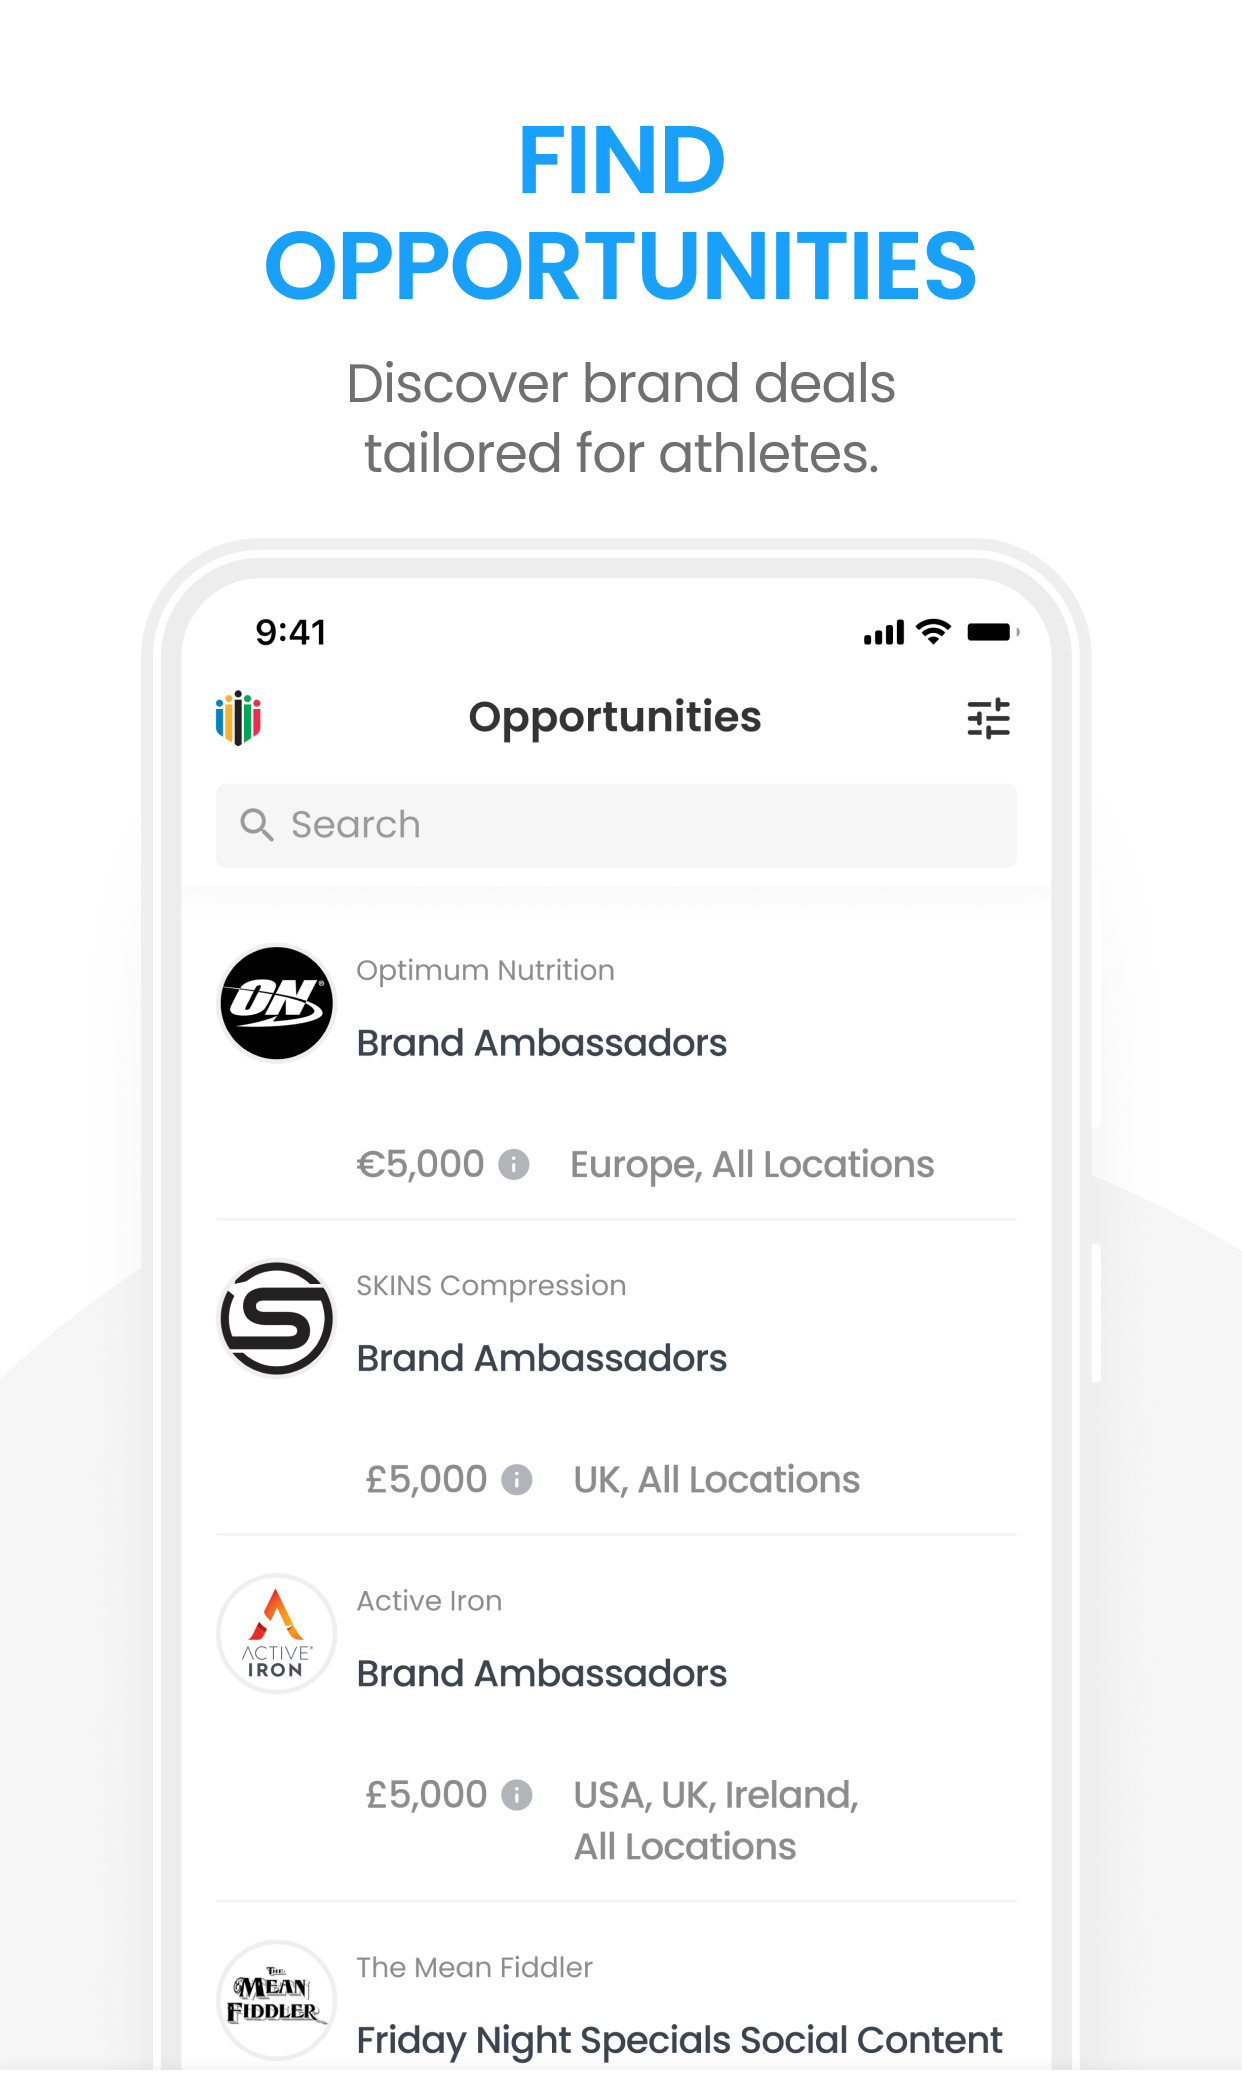 FIND
OPPORTUNITIES
Discover brand deals
tailored for athletes.
9:41
Opportunities
Search
ON
Optimum Nutrition
Brand Ambassadors
€5,000
Europe, All Locations
SKINS Compression
Brand Ambassadors
£5,000
UK, All Locations
ACTIVE
IRON
Active Iron
Brand Ambassadors
£5,000
USA, UK, Ireland,
All Locations
THE
MEAN
FIDDLER
The Mean Fiddler
Friday Night Specials Social Content